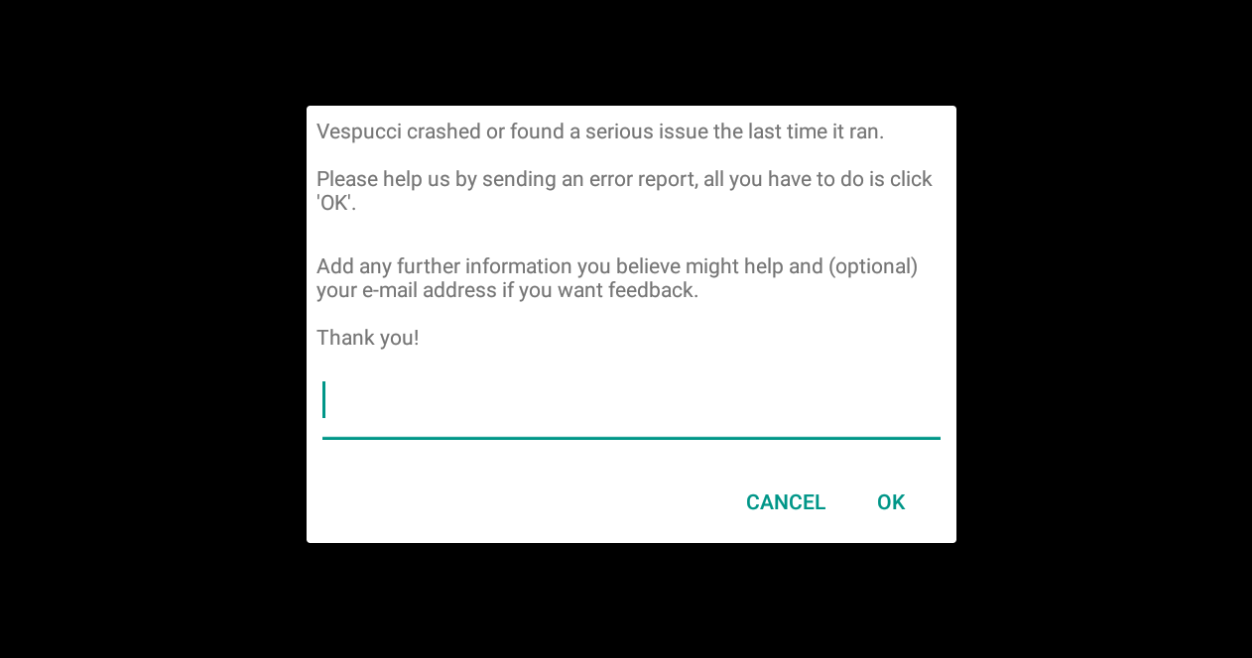 Vespucci crashed or found a serious issue the last time it ran.
Please help us by sending an error report, all you have to do is click
'OK'.
Add any further information you believe might help and (optional)
your e-mail address if you want feedback.
Thank you!
CANCEL OK